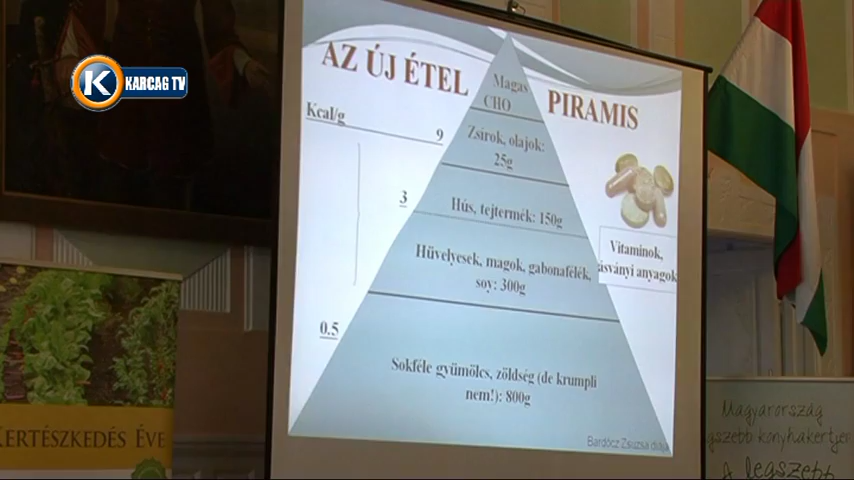 KARCAG TV
AZ ÚJ ÉTEL
PIRAMIS
Magas
CHO
Kcal/g
9
Zsírok, olajok:
25g
3
Hús, tejtermék: 150g
Vitaminok,
ásványi anyagok
Hüvelyesek, magok, gabonafélék,
soy: 300g
0.5
Sokféle gyümölcs, zöldség (de krumpli
nem!): 800g
Bardócz Zsuzsa diája
KERTÉSZKEDÉS ÉVE
Magyarország
legszebb konyhakertjei
A legszebb